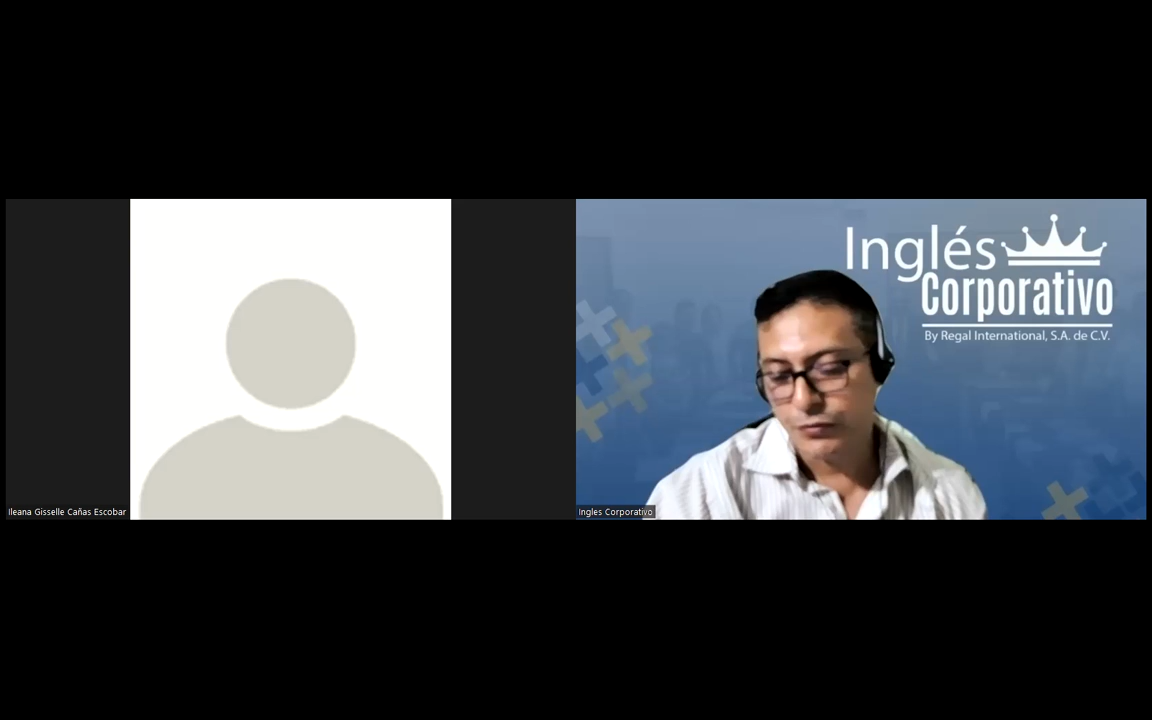 Inglés
Corporativo
By Regal International, S.A. de C.V.
Ileana Gisselle Cañas Escobar
Ingles Corporativo